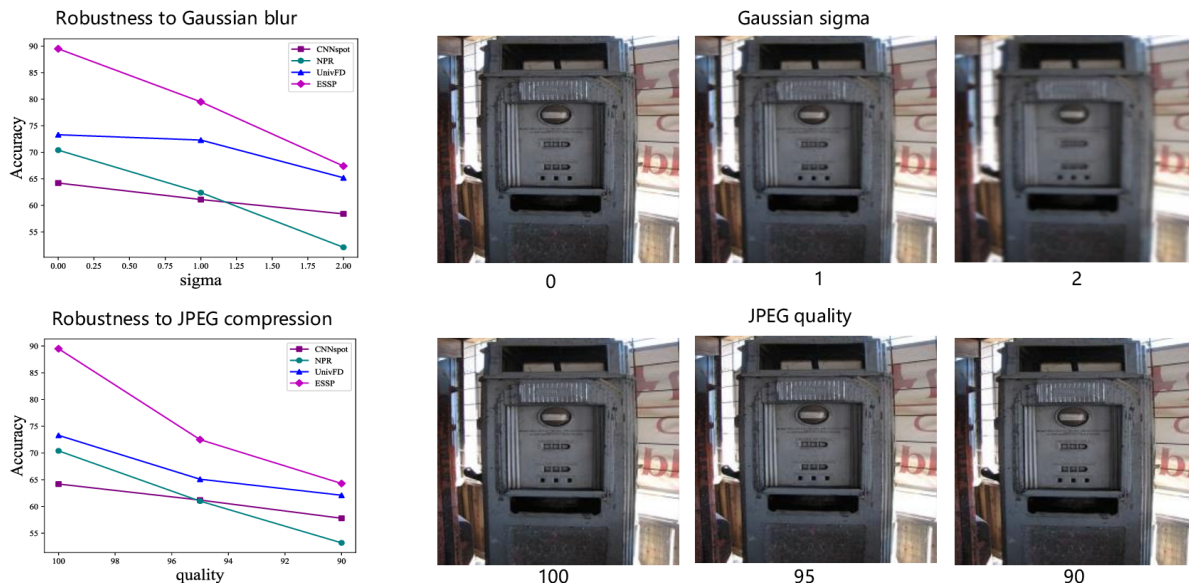 Robustness to Gaussian blur
90
85
80
75
70
65
60
55
Accuracy
CNNspot
NPR
UnivFD
ESSP
0.00 0.25 0.50 0.75 1.00 1.25 1.50 1.75 2.00
sigma
Gaussian sigma
0 1 2
Robustness to JPEG compression
90
85
80
75
70
65
60
55
Accuracy
CNNspot
NPR
UnivFD
ESSP
100 98 96 94 92 90
quality
JPEG quality
100 95 90